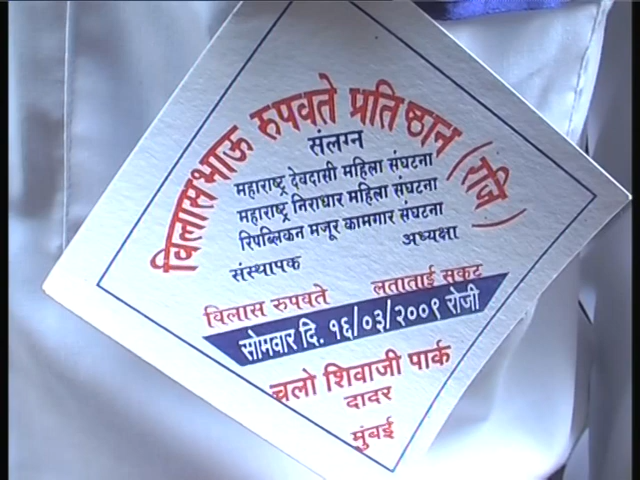 विलासभाऊ रुपवते प्रतिष्ठान (रजि)
संलग्न
महाराष्ट्र देवदासी महिला संघटना
महाराष्ट्र निराधार महिला संघटना
रिपब्लिकन मजूर कामगार संघटना
संस्थापक
अध्यक्षा
विलास रुपवते
लताताई सकट
सोमवार दि. १६/०३/२००९ रोजी
चलो शिवाजी पार्क
दादर
मुंबई